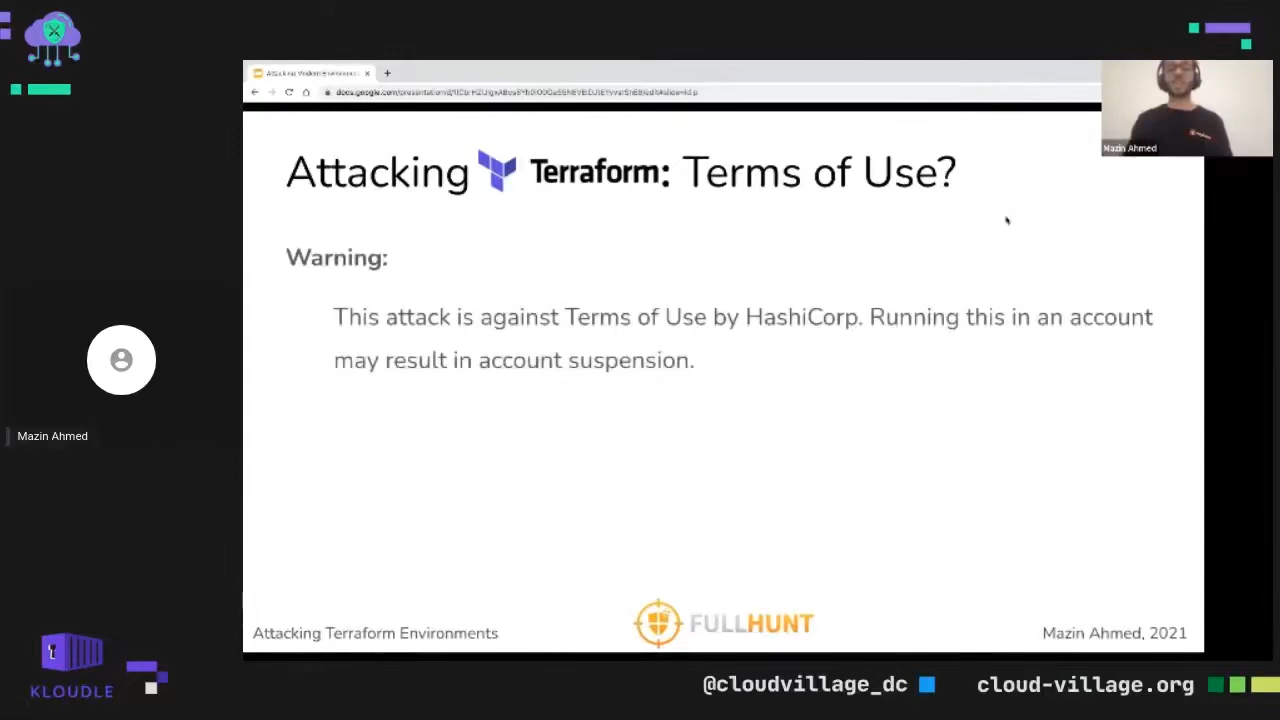 Attacking Terraform: Terms of Use?
Warning:
This attack is against Terms of Use by HashiCorp. Running this in an account
may result in account suspension.
Mazin Ahmed
Mazin Ahmed
Attacking Terraform Environments
FULLHUNT
Mazin Ahmed, 2021
KLOUDLE
@cloudvillage_dc
cloud-village.org